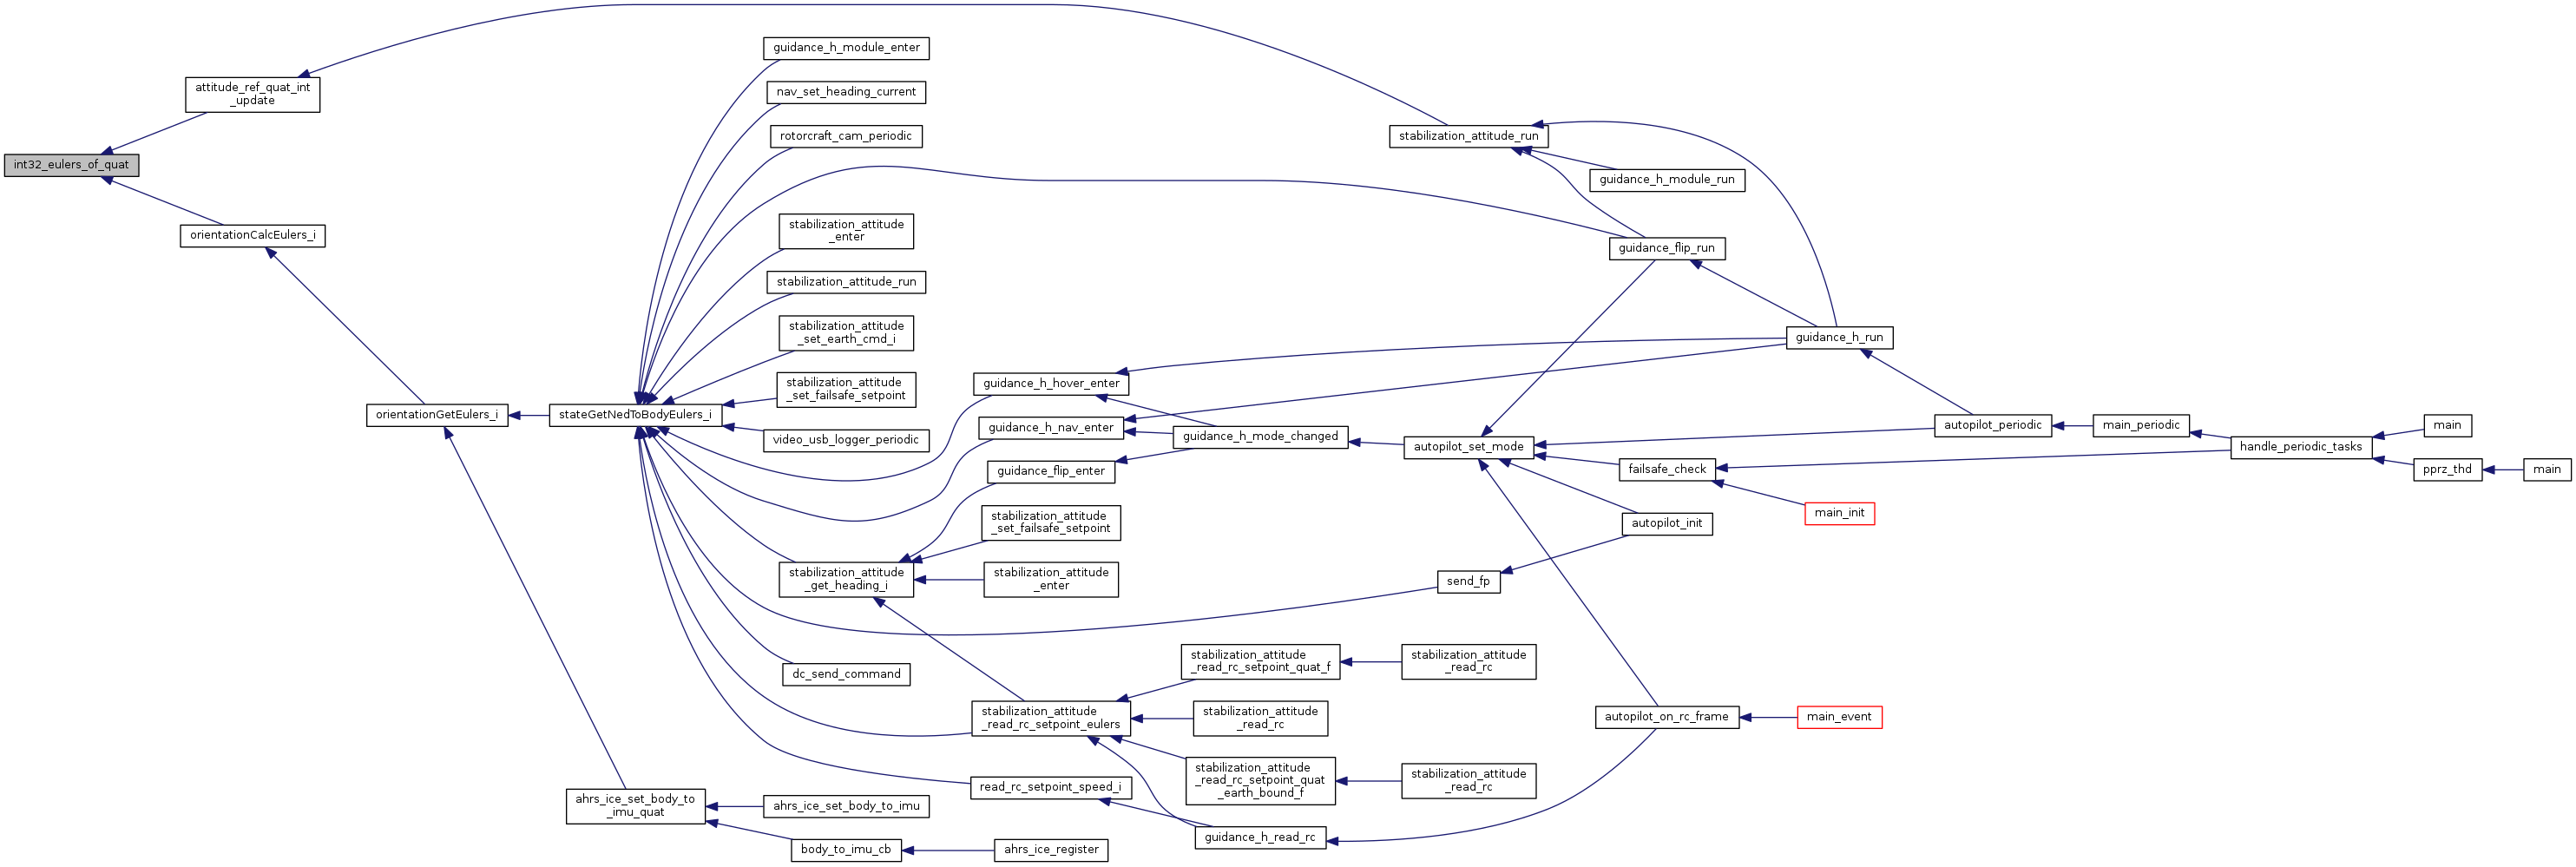 int32_eulers_of_quat
attitude_ref_quat_int
_update
orientationCalcEulers_i
orientationGetEulers_i
stateGetNedToBodyEulers_i
ahrs_ice_set_body_to
_imu_quat
guidance_h_module_enter
nav_set_heading_current
rotorcraft_cam_periodic
stabilization_attitude
_enter
stabilization_attitude_run
stabilization_attitude
_set_earth_cmd_i
stabilization_attitude
_set_failsafe_setpoint
video_usb_logger_periodic
stabilization_attitude
_get_heading_i
dc_send_command
ahrs_ice_set_body_to_imu
body_to_imu_cb
guidance_h_hover_enter
guidance_h_nav_enter
guidance_flip_enter
stabilization_attitude
_set_failsafe_setpoint
stabilization_attitude
_enter
stabilization_attitude
_read_rc_setpoint_eulers
read_rc_setpoint_speed_i
ahrs_ice_register
guidance_h_mode_changed
stabilization_attitude
_read_rc_setpoint_quat_f
stabilization_attitude
_read_rc
stabilization_attitude
_read_rc_setpoint_quat
_earth_bound_f
guidance_h_read_rc
stabilization_attitude_run
autopilot_set_mode
send_fp
stabilization_attitude
_read_rc
stabilization_attitude
_read_rc
guidance_h_module_run
guidance_flip_run
failsafe_check
autopilot_init
autopilot_on_rc_frame
guidance_h_run
main_init
main_event
autopilot_periodic
main_periodic
handle_periodic_tasks
main
pprz_thd
main